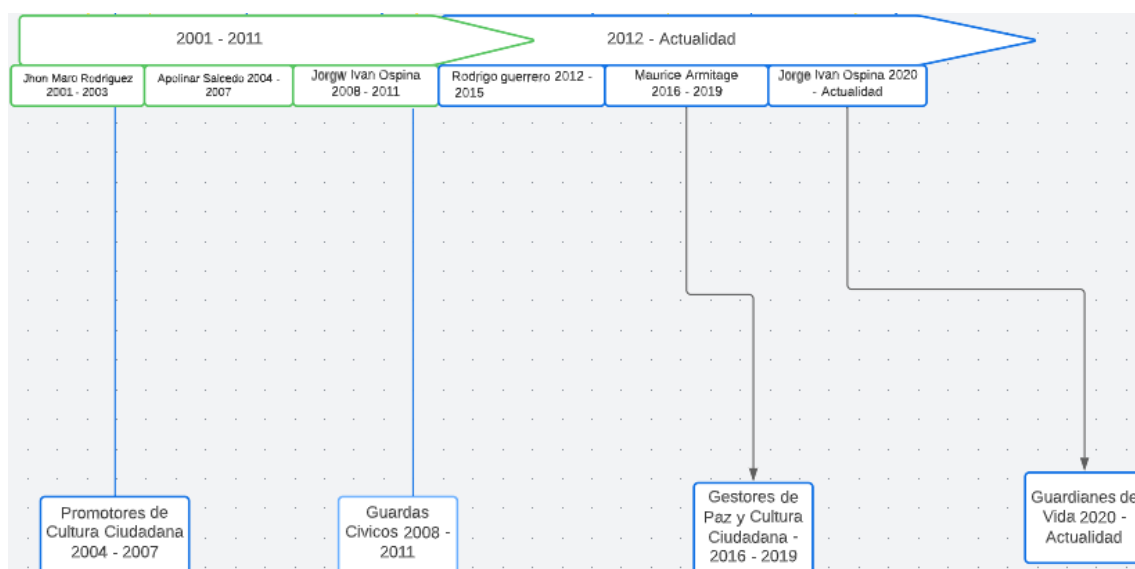 2001 - 2011
2012 - Actualidad
Jhon Maro Rodriguez
2001 - 2003
Apolinar Salcedo 2004 -
2007
Jorgw Ivan Ospina
2008 - 2011
Rodrigo guerrero 2012 -
2015
Maurice Armitage
2016 - 2019
Jorge Ivan Ospina 2020
- Actualidad
Promotores de
Cultura Ciudadana
2004 - 2007
Guardas
Civicos 2008 -
2011
Gestores de
Paz y Cultura
Ciudadana -
2016 - 2019
Guardianes de
Vida 2020 -
Actualidad